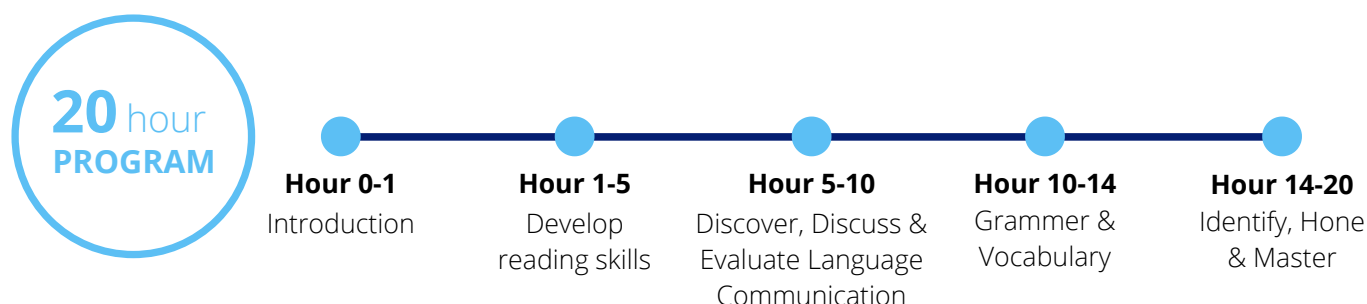 20 hour
PROGRAM
Hour 0-1
Introduction
Hour 1-5
Develop
reading skills
Hour 5-10
Discover, Discuss &
Evaluate Language
Communication
Hour 10-14
Grammer &
Vocabulary
Hour 14-20
Identify, Hone
& Master